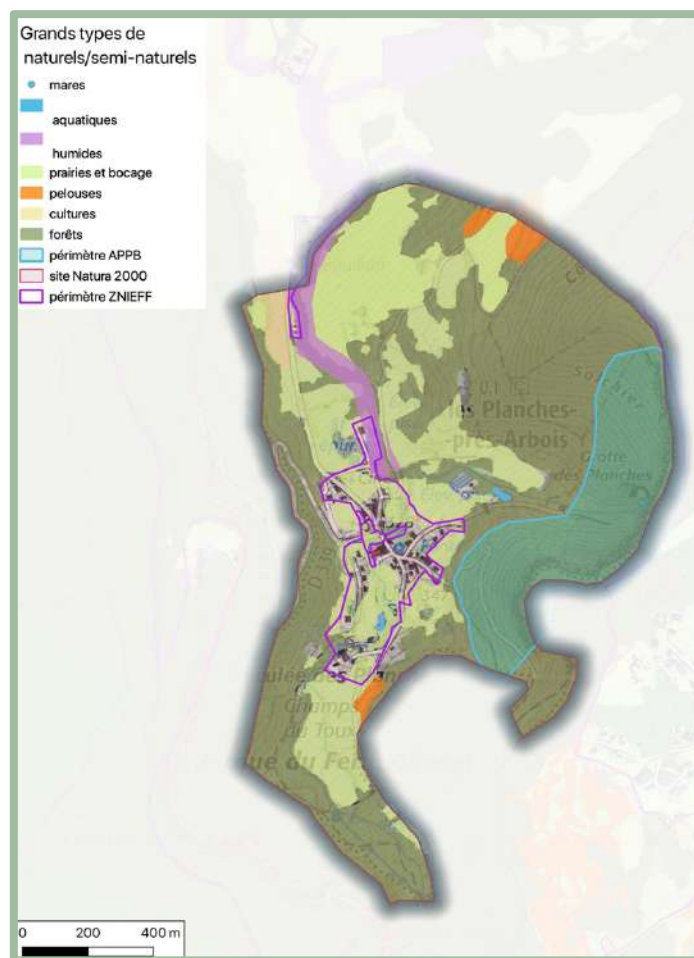 Grands types de
naturels/semi-naturels
mares
aquatiques
humides
prairies et bocage
pelouses
cultures
forêts
périmètre APPB
site Natura 2000
périmètre ZNIEFF
les Planches-
-près-Arbois
Grotte
des Planches
D 339
Champs
du Toux
0 200 400 m